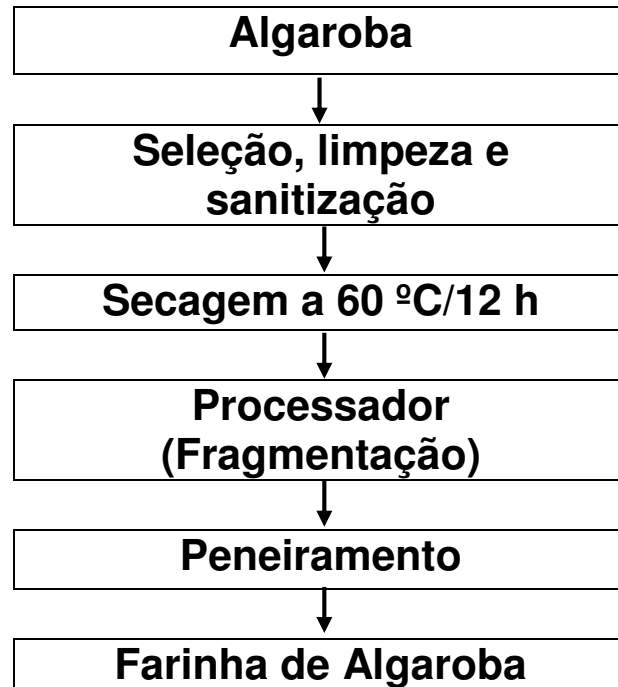 Algaroba
Seleção, limpeza e
sanitização
Secagem a 60 ºC/12 h
Processador
(Fragmentação)
Peneiramento
Farinha de Algaroba